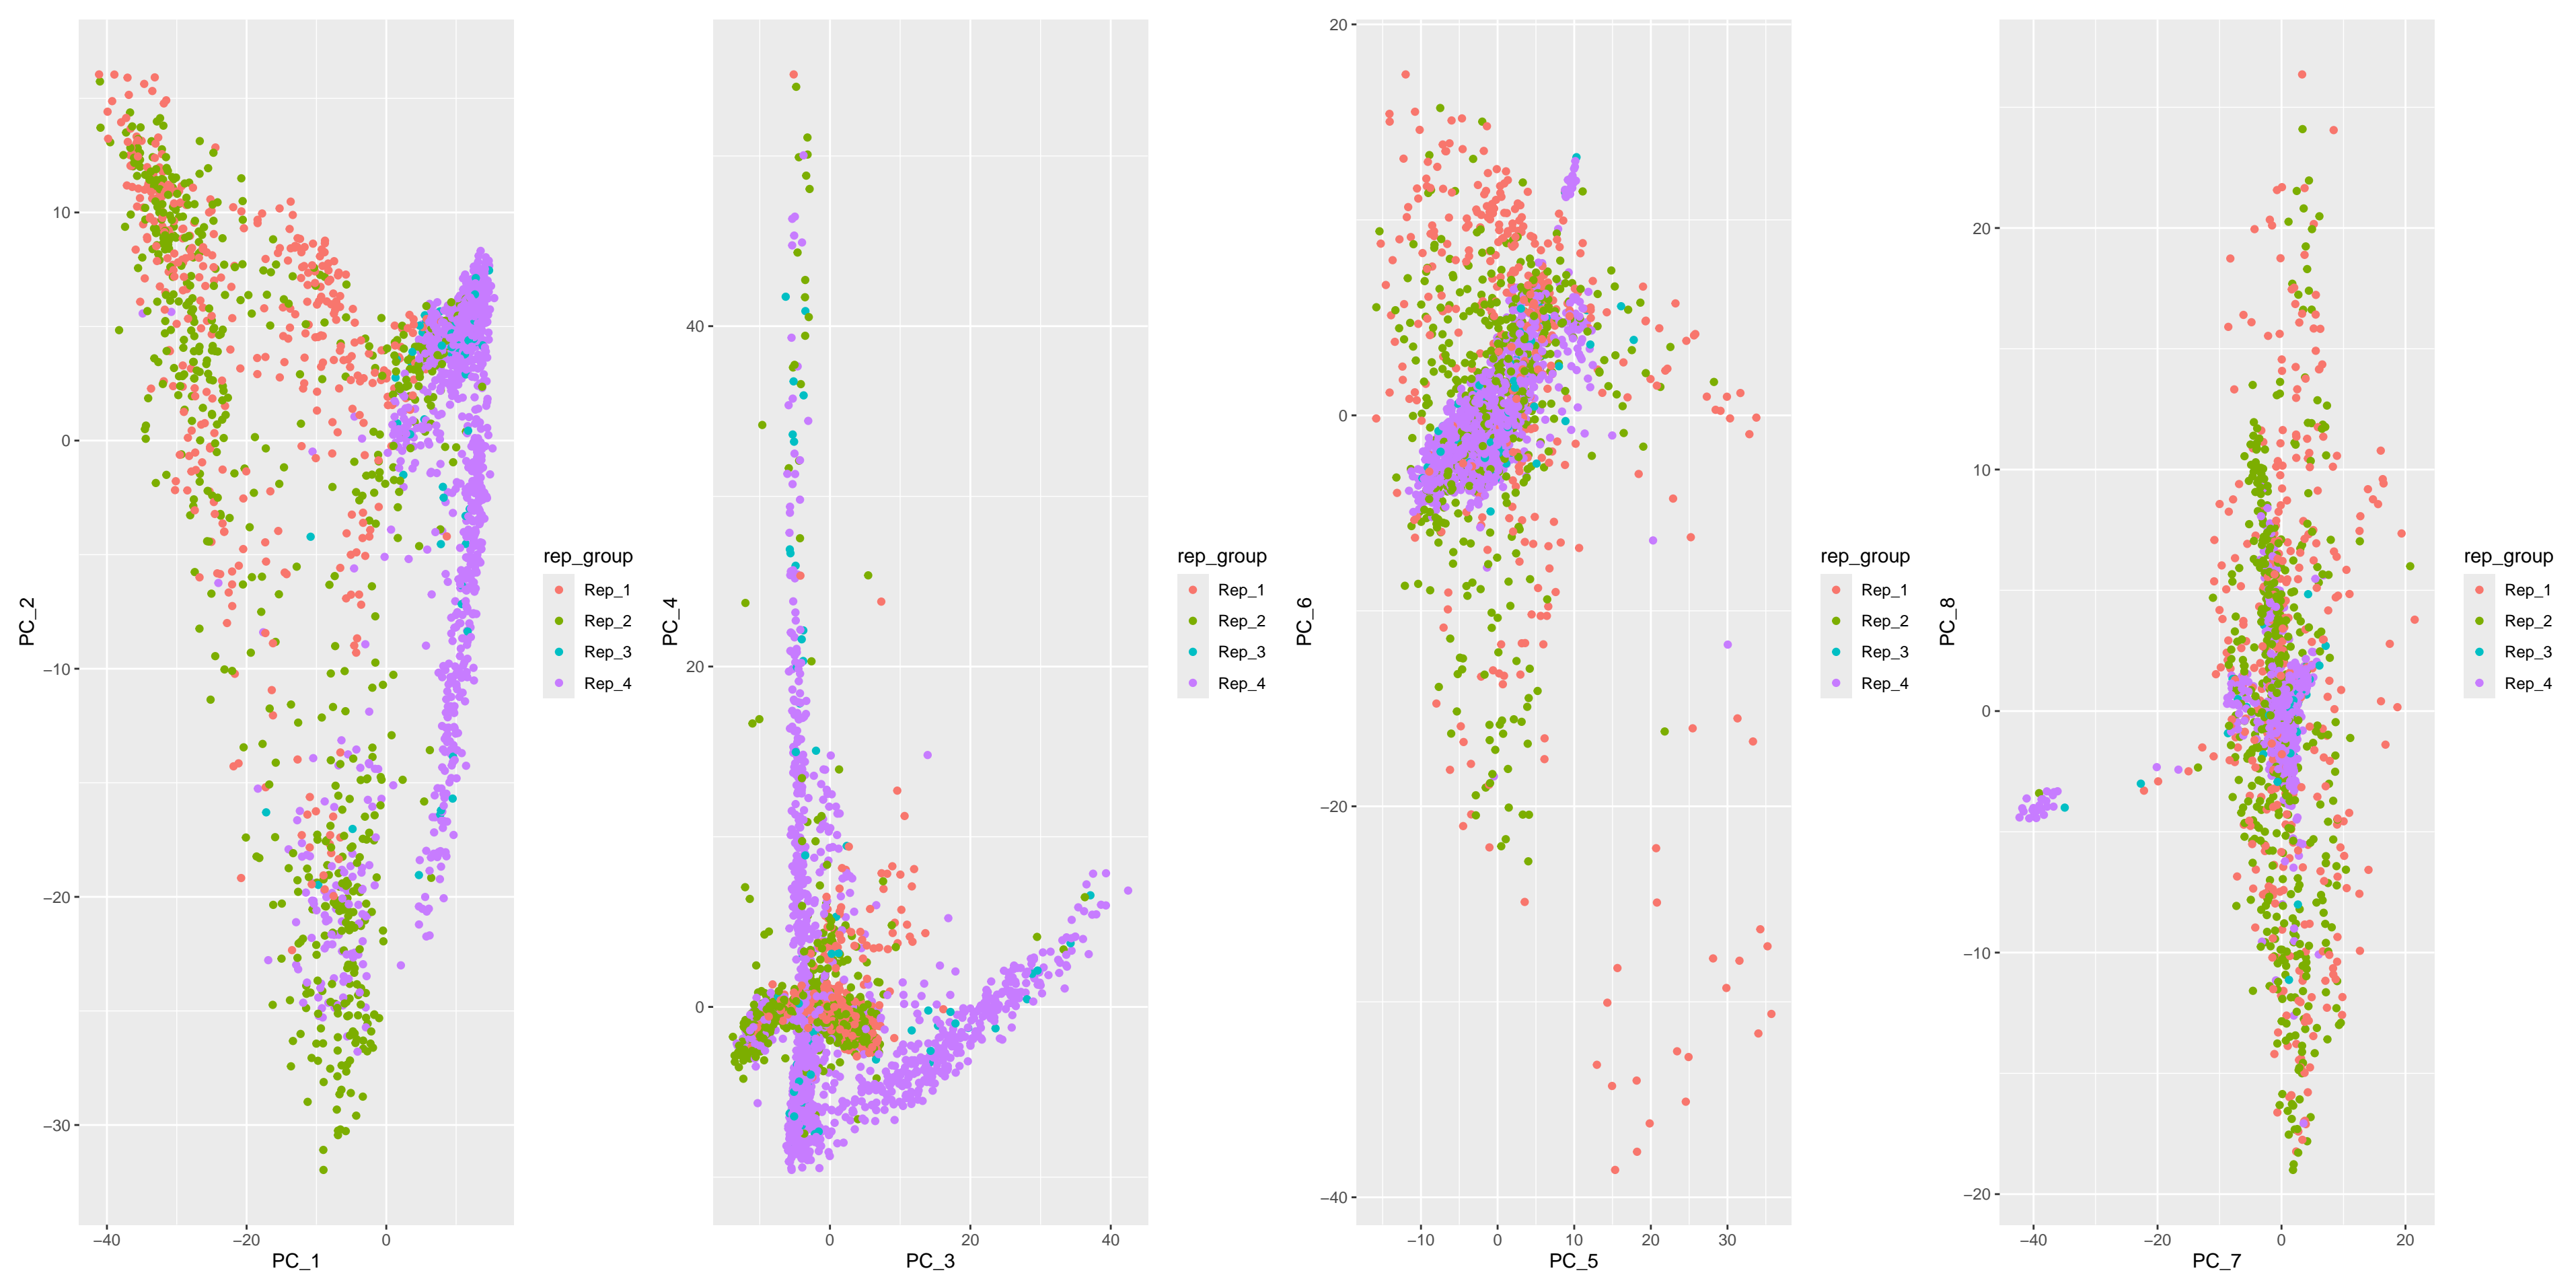 PC_2
10
0
−10
−20
−30
−40
−20
0
PC_1
rep_group
Rep_1
Rep_2
Rep_3
Rep_4
PC_4
40
20
0
0
20
40
PC_3
rep_group
Rep_1
Rep_2
Rep_3
Rep_4
PC_6
20
0
−20
−40
−10
0
10
20
30
PC_5
rep_group
Rep_1
Rep_2
Rep_3
Rep_4
PC_8
20
10
0
−10
−20
−40
−20
0
20
PC_7
rep_group
Rep_1
Rep_2
Rep_3
Rep_4